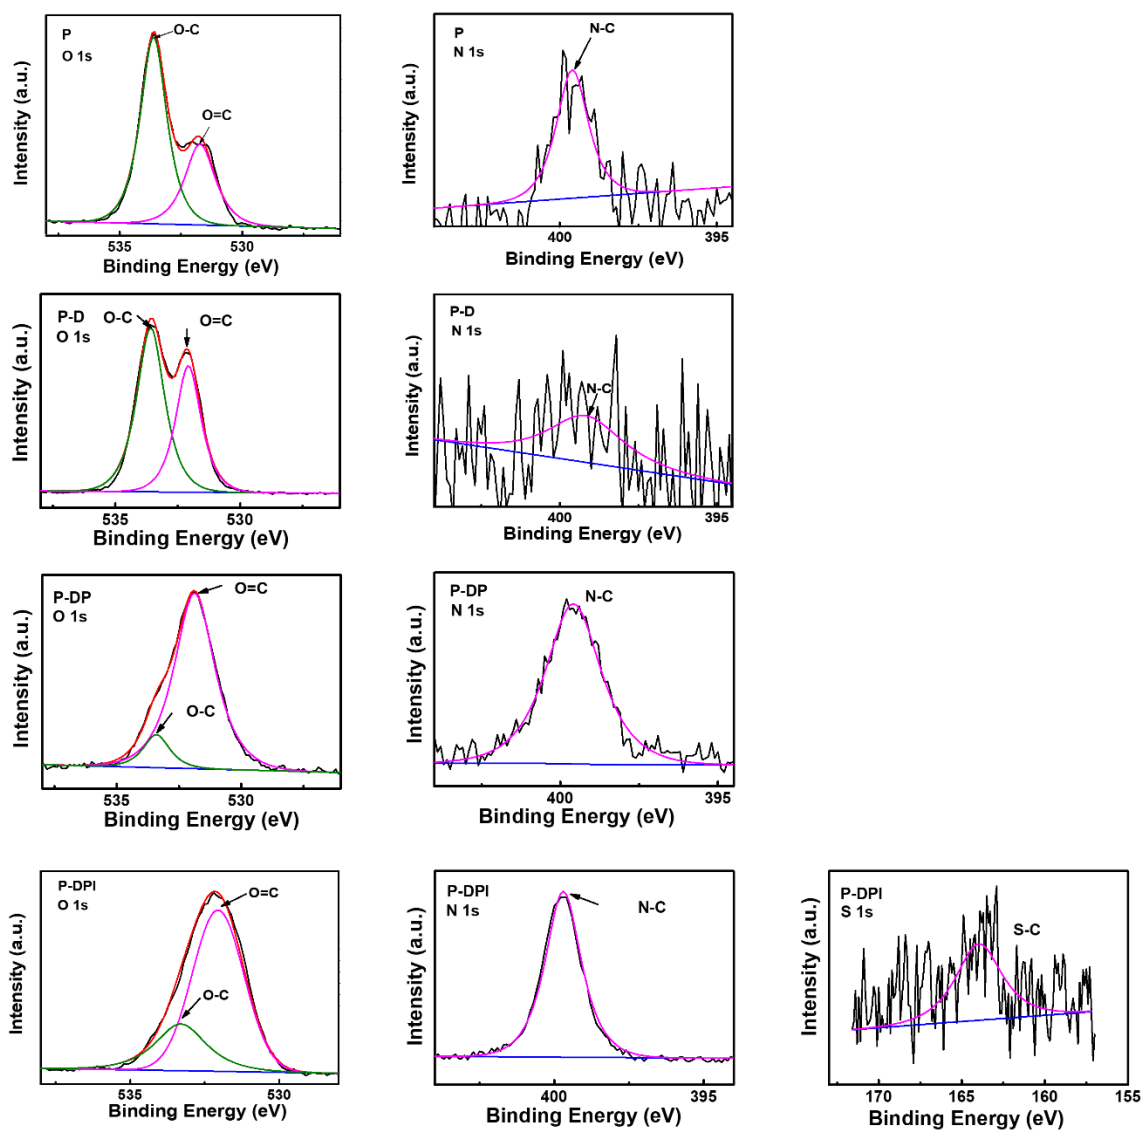 P
O 1s
O-C
O=C
Intensity (a.u.)
535
530
Binding Energy (eV)
P
N 1s
N-C
Intensity (a.u.)
400
395
Binding Energy (eV)
P-D
O 1s
O-C
O=C
Intensity (a.u.)
535
530
Binding Energy (eV)
P-D
N 1s
N-C
Intensity (a.u.)
400
395
Binding Energy (eV)
P-DP
O 1s
O=C
O-C
Intensity (a.u.)
535
530
Binding Energy (eV)
P-DP
N 1s
N-C
Intensity (a.u.)
400
395
Binding Energy (eV)
P-DPI
O 1s
O=C
O-C
Intensity (a.u.)
535
530
Binding Energy (eV)
P-DPI
N 1s
N-C
Intensity (a.u.)
400
395
Binding Energy (eV)
P-DPI
S 1s
S-C
Intensity (a.u.)
170
165
160
155
Binding Energy (eV)